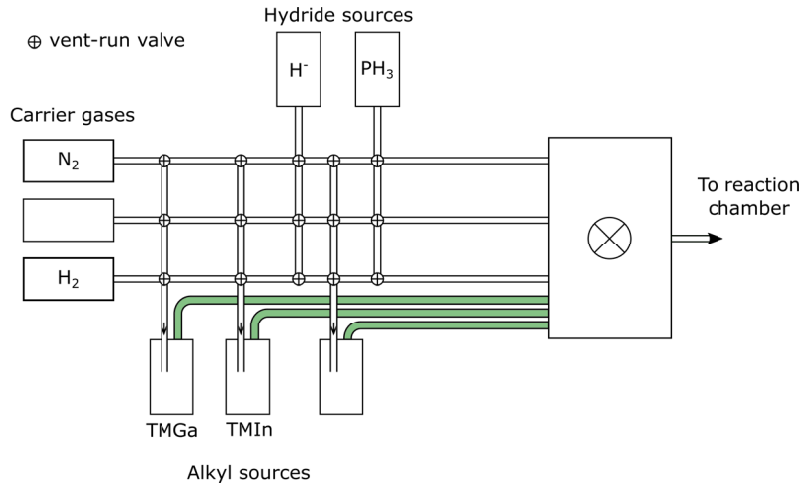 Hydride sources
⊕ vent-run valve
H⁻
PH₃
Carrier gases
N₂
To reaction
chamber
H₂
TMGa
TMIn
Alkyl sources